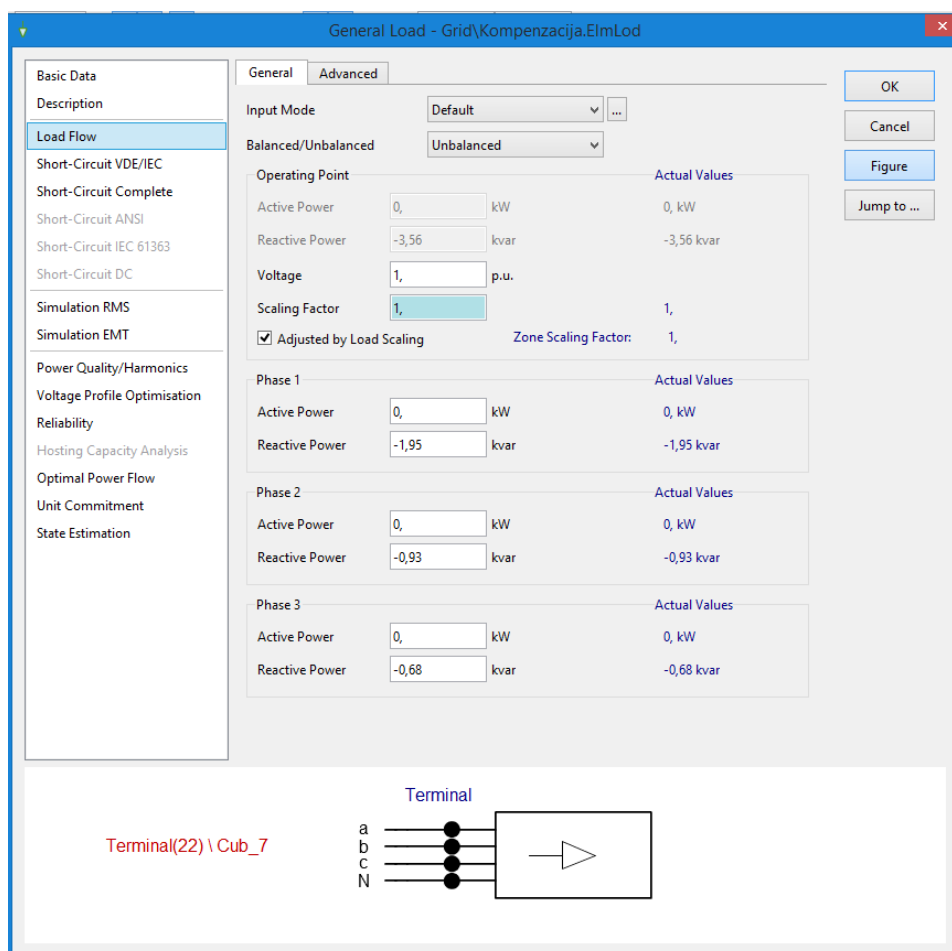 General Load - Grid\Kompenzacija.ElmLod
Basic Data
Description
Load Flow
Short-Circuit VDE/IEC
Short-Circuit Complete
Short-Circuit ANSI
Short-Circuit IEC 61363
Short-Circuit DC
Simulation RMS
Simulation EMT
Power Quality/Harmonics
Voltage Profile Optimisation
Reliability
Hosting Capacity Analysis
Optimal Power Flow
Unit Commitment
State Estimation
General Advanced
Input Mode Default ...
Balanced/Unbalanced Unbalanced
Operating Point Actual Values
Active Power 0, kW 0, kW
Reactive Power -3,56 kvar -3,56 kvar
Voltage 1, p.u.
Scaling Factor 1, 1,
Adjusted by Load Scaling Zone Scaling Factor: 1,
Phase 1 Actual Values
Active Power 0, kW 0, kW
Reactive Power -1,95 kvar -1,95 kvar
Phase 2 Actual Values
Active Power 0, kW 0, kW
Reactive Power -0,93 kvar -0,93 kvar
Phase 3 Actual Values
Active Power 0, kW 0, kW
Reactive Power -0,68 kvar -0,68 kvar
OK
Cancel
Figure
Jump to ...
Terminal
Terminal(22) \ Cub_7
a
b
c
N